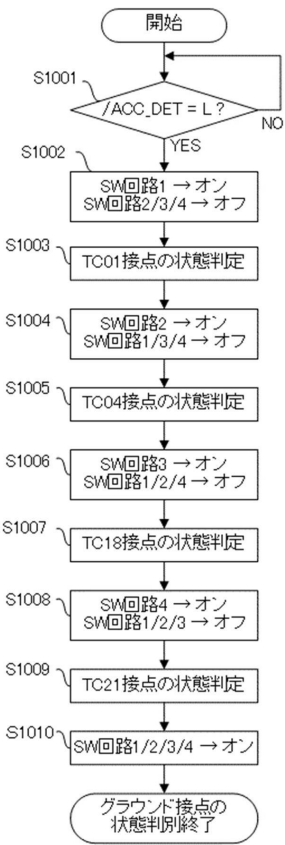 開始
S1001
/ACC_DET = L ?
NO
YES
S1002
SW回路1 → オン
SW回路2/3/4 → オフ
S1003
TC01接点の状態判定
S1004
SW回路2 → オン
SW回路1/3/4 → オフ
S1005
TC04接点の状態判定
S1006
SW回路3 → オン
SW回路1/2/4 → オフ
S1007
TC18接点の状態判定
S1008
SW回路4 → オン
SW回路1/2/3 → オフ
S1009
TC21接点の状態判定
S1010
SW回路1/2/3/4 → オン
グラウンド接点の
状態判別終了